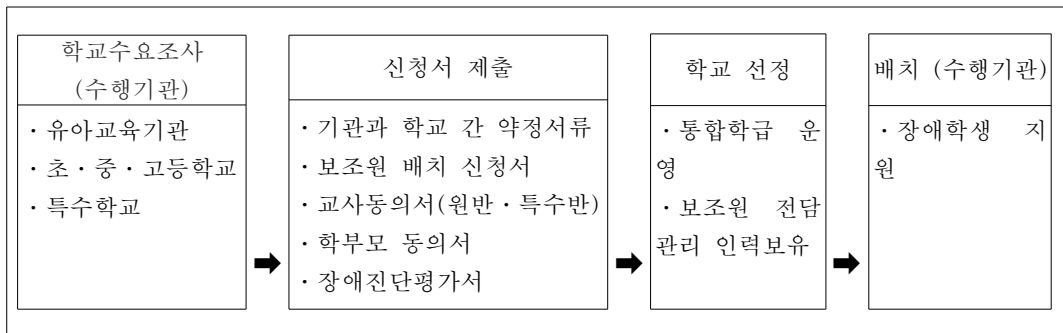 학교수요조사
(수행기관)
・유아교육기관
・초・중・고등학교
・특수학교
신청서 제출
・기관과 학교 간 약정서류
・보조원 배치 신청서
・교사동의서(원반・특수반)
・학부모 동의서
・장애진단평가서
학교 선정
・통합학급 운
영
・보조원 전담
관리 인력보유
배치 (수행기관)
・장애학생 지
원